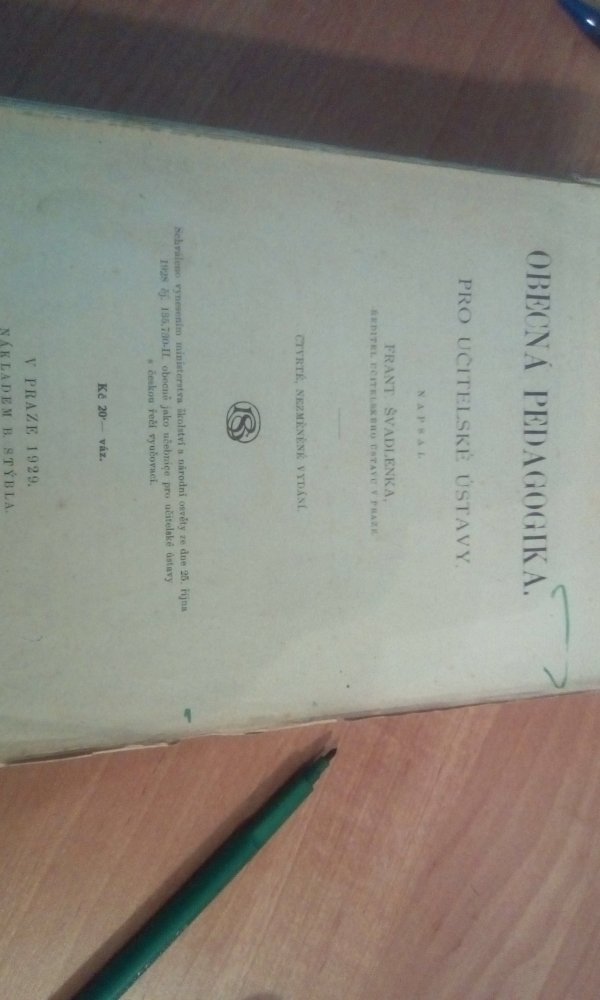 OBECNÁ PEDAGOGIKA.
PRO UČITELSKÉ ÚSTAVY.
NAPSAL
FRANT. ŠVADLENKA,
ŘEDITEL UČITELSKÉHO ÚSTAVU V PRAZE
ČTVRTÉ, NEZMĚNĚNÉ VYDÁNÍ.
Schváleno vynesením ministerstva školství a národní osvěty ze dne 25. října
1928 čj. 135.730-II. obecně jako učebnice pro učitelské ústavy
s českou řečí vyučovací.
Kč 20·— váz.
V PRAZE 1929.
NÁKLADEM B. STÝBLA.